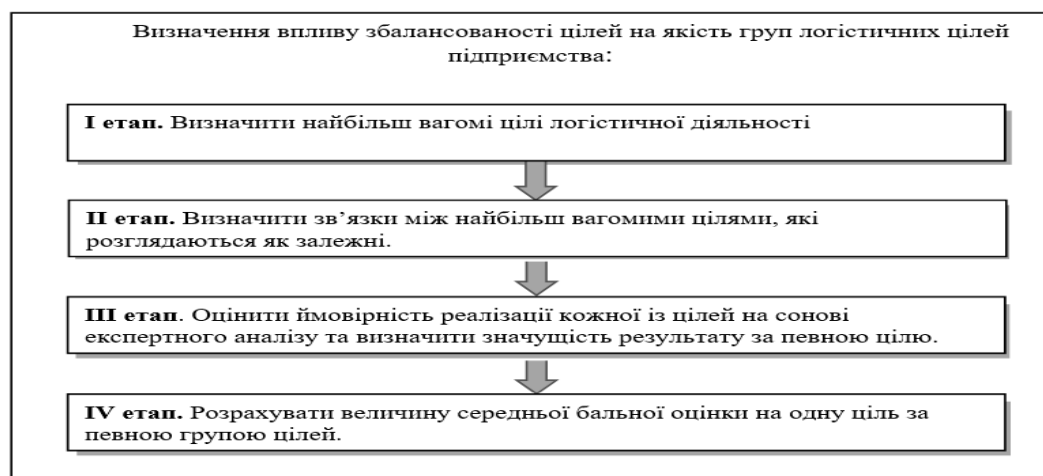 Визначення впливу збалансованості цілей на якість груп логістичних цілей
підприємства:
I етап. Визначити найбільш вагомі цілі логістичної діяльності
II етап. Визначити зв’язки між найбільш вагомими цілями, які
розглядаються як залежні.
III етап. Оцінити ймовірність реалізації кожної із цілей на сонові
експертного аналізу та визначити значущість результату за певною цілю.
IV етап. Розрахувати величину середньої бальної оцінки на одну ціль за
певною групою цілей.